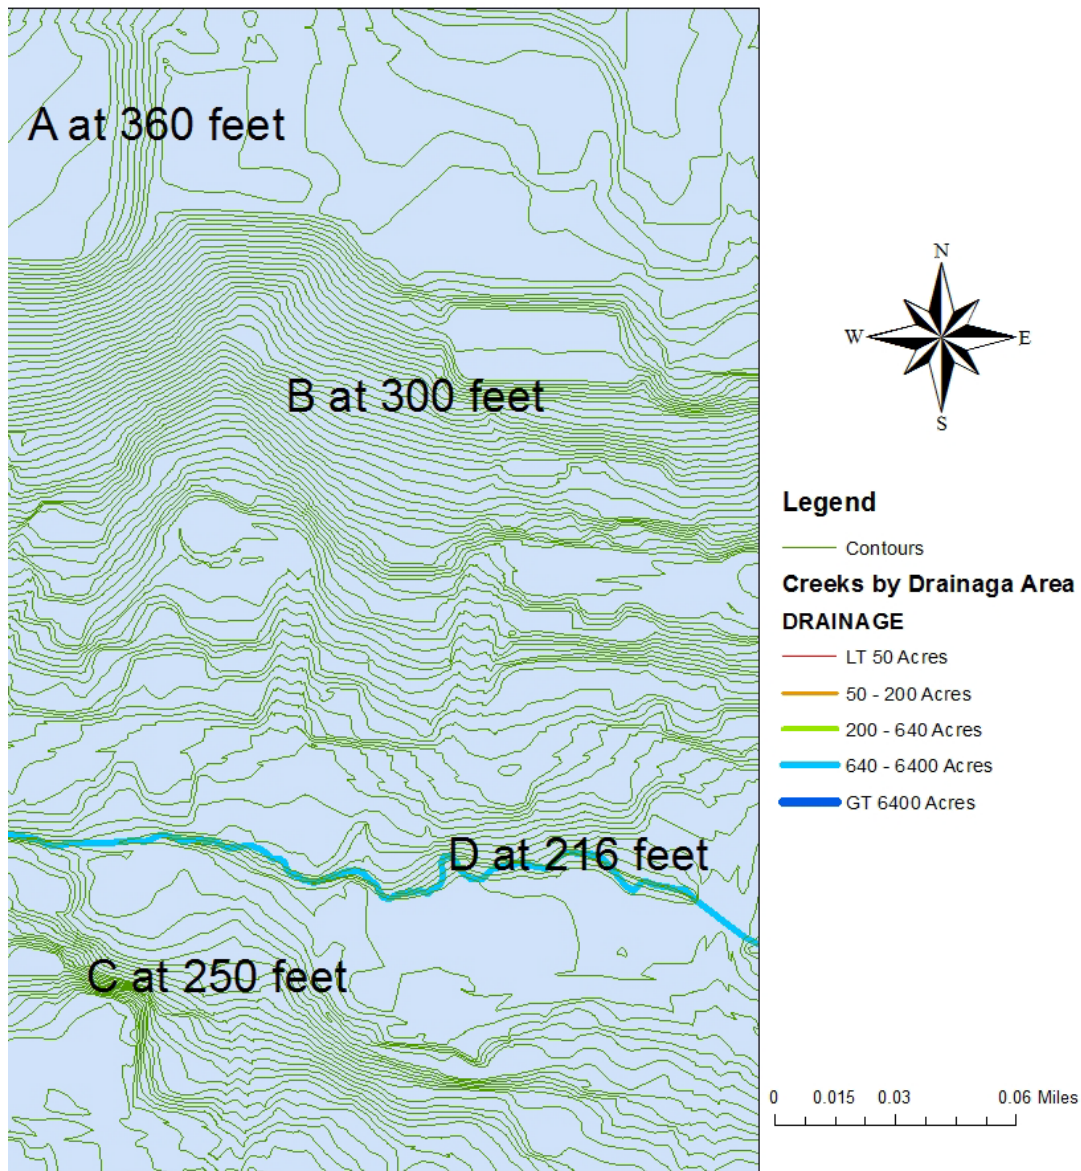 A at 360 feet
B at 300 feet
D at 216 feet
C at 250 feet
N
W
E
S
Legend
Contours
Creeks by Drainaga Area
DRAINAGE
LT 50 Acres
50 - 200 Acres
200 - 640 Acres
640 - 6400 Acres
GT 6400 Acres
0 0.015 0.03 0.06 Miles